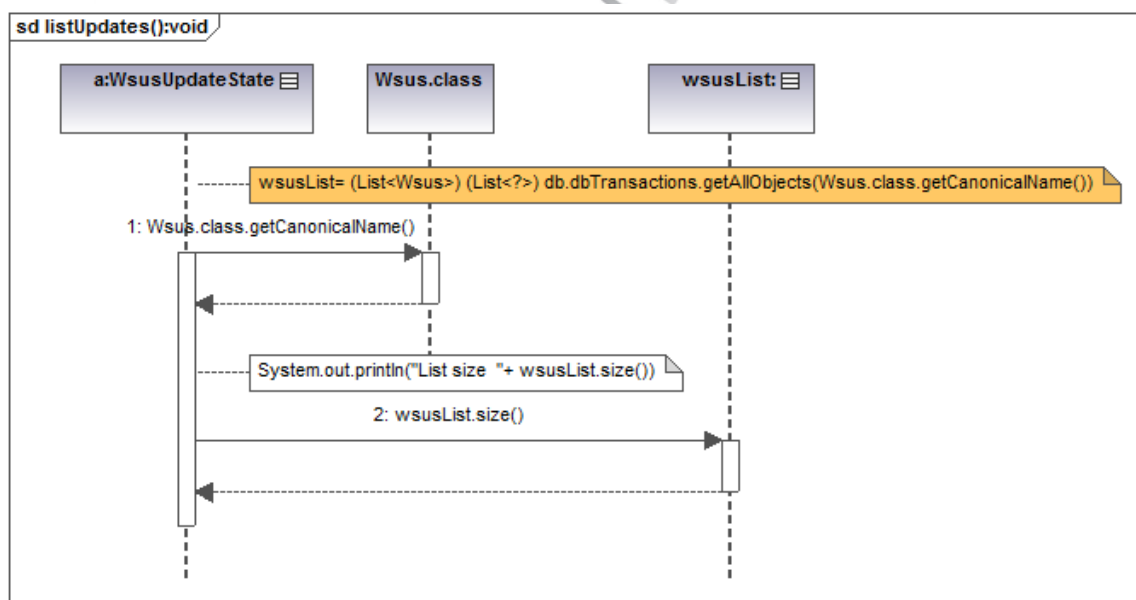 sd listUpdates():void
a:WsusUpdateState
Wsus.class
wsusList:
wsusList= (List<Wsus>) (List<?>) db.dbTransactions.getAllObjects(Wsus.class.getCanonicalName())
1: Wsus.class.getCanonicalName()
System.out.println("List size  "+ wsusList.size())
2: wsusList.size()